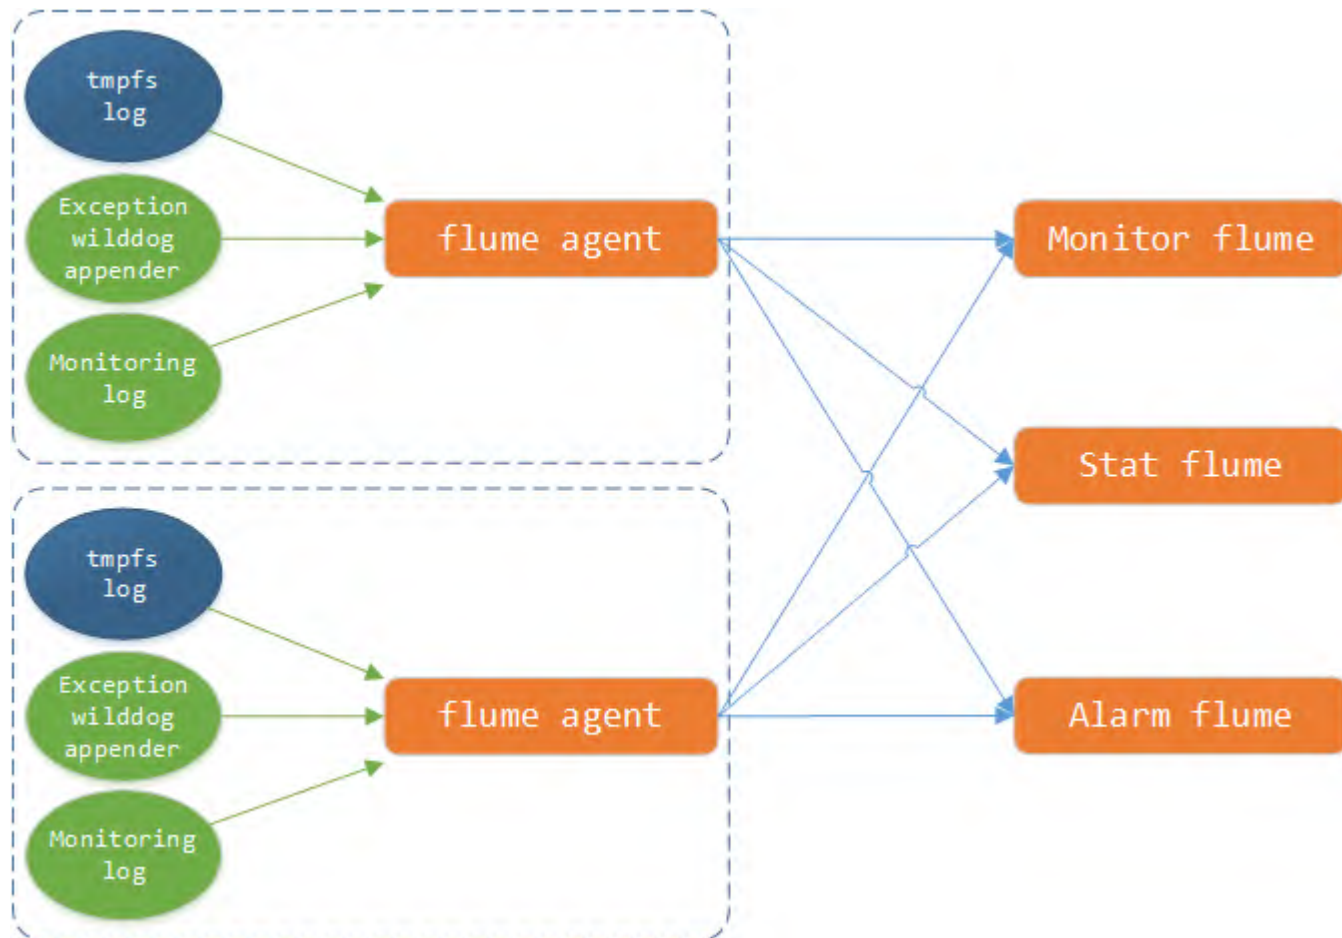 tmpfs
log
Exception
wilddog
appender
Monitoring
log
flume agent
tmpfs
log
Exception
wilddog
appender
Monitoring
log
flume agent
Monitor flume
Stat flume
Alarm flume